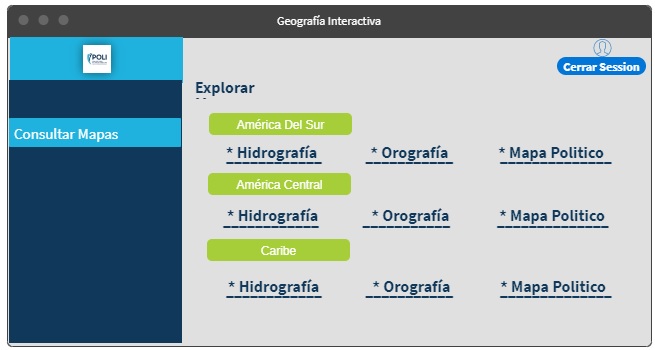 Geografía Interactiva
POLI
Cerrar Session
Explorar
Consultar Mapas
América Del Sur
* Hidrografía * Orografía * Mapa Politico
América Central
* Hidrografía * Orografía * Mapa Politico
Caribe
* Hidrografía * Orografía * Mapa Politico